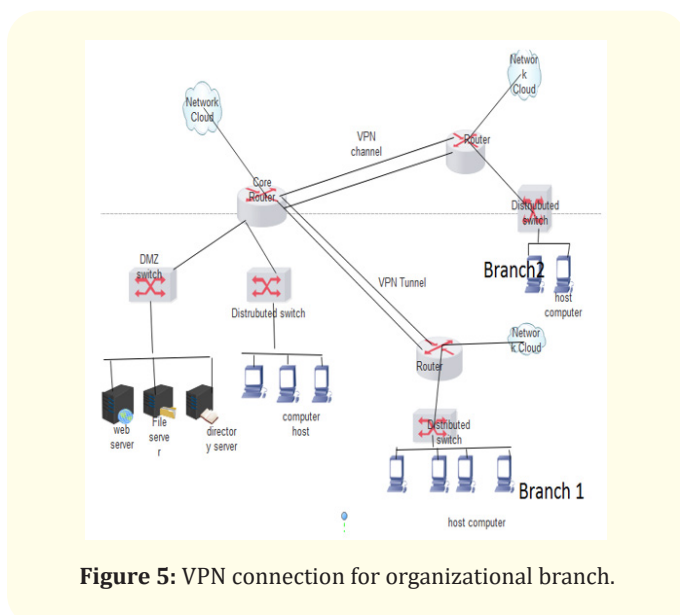 Networ
k
Cloud
Network
Cloud
VPN
channel
Router
Core
Router
Distrubuted
switch
DMZ
switch
VPN Tunnel
Branch2
host
computer
Distrubuted switch
Networ
k Cloud
Router
web
server
File
serve
r
director
y server
computer
host
Distributed
switch
Branch 1
host computer
Figure 5: VPN connection for organizational branch.